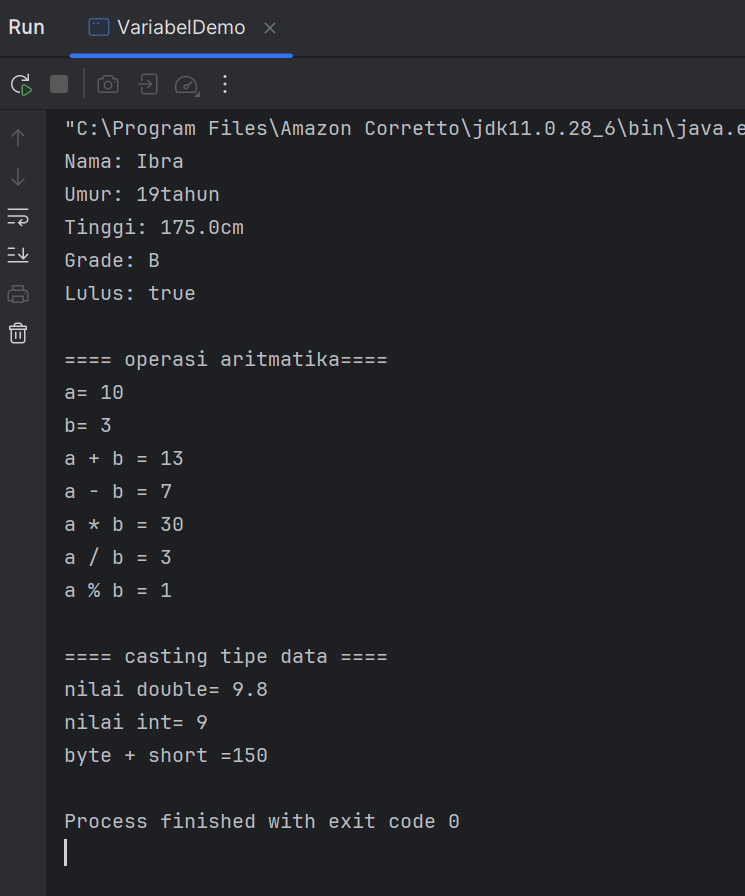 Run VariabelDemo
"C:\Program Files\Amazon Corretto\jdk11.0.28_6\bin\java.e
Nama: Ibra
Umur: 19tahun
Tinggi: 175.0cm
Grade: B
Lulus: true
==== operasi aritmatika====
a= 10
b= 3
a + b = 13
a - b = 7
a * b = 30
a / b = 3
a % b = 1
==== casting tipe data ====
nilai double= 9.8
nilai int= 9
byte + short =150
Process finished with exit code 0